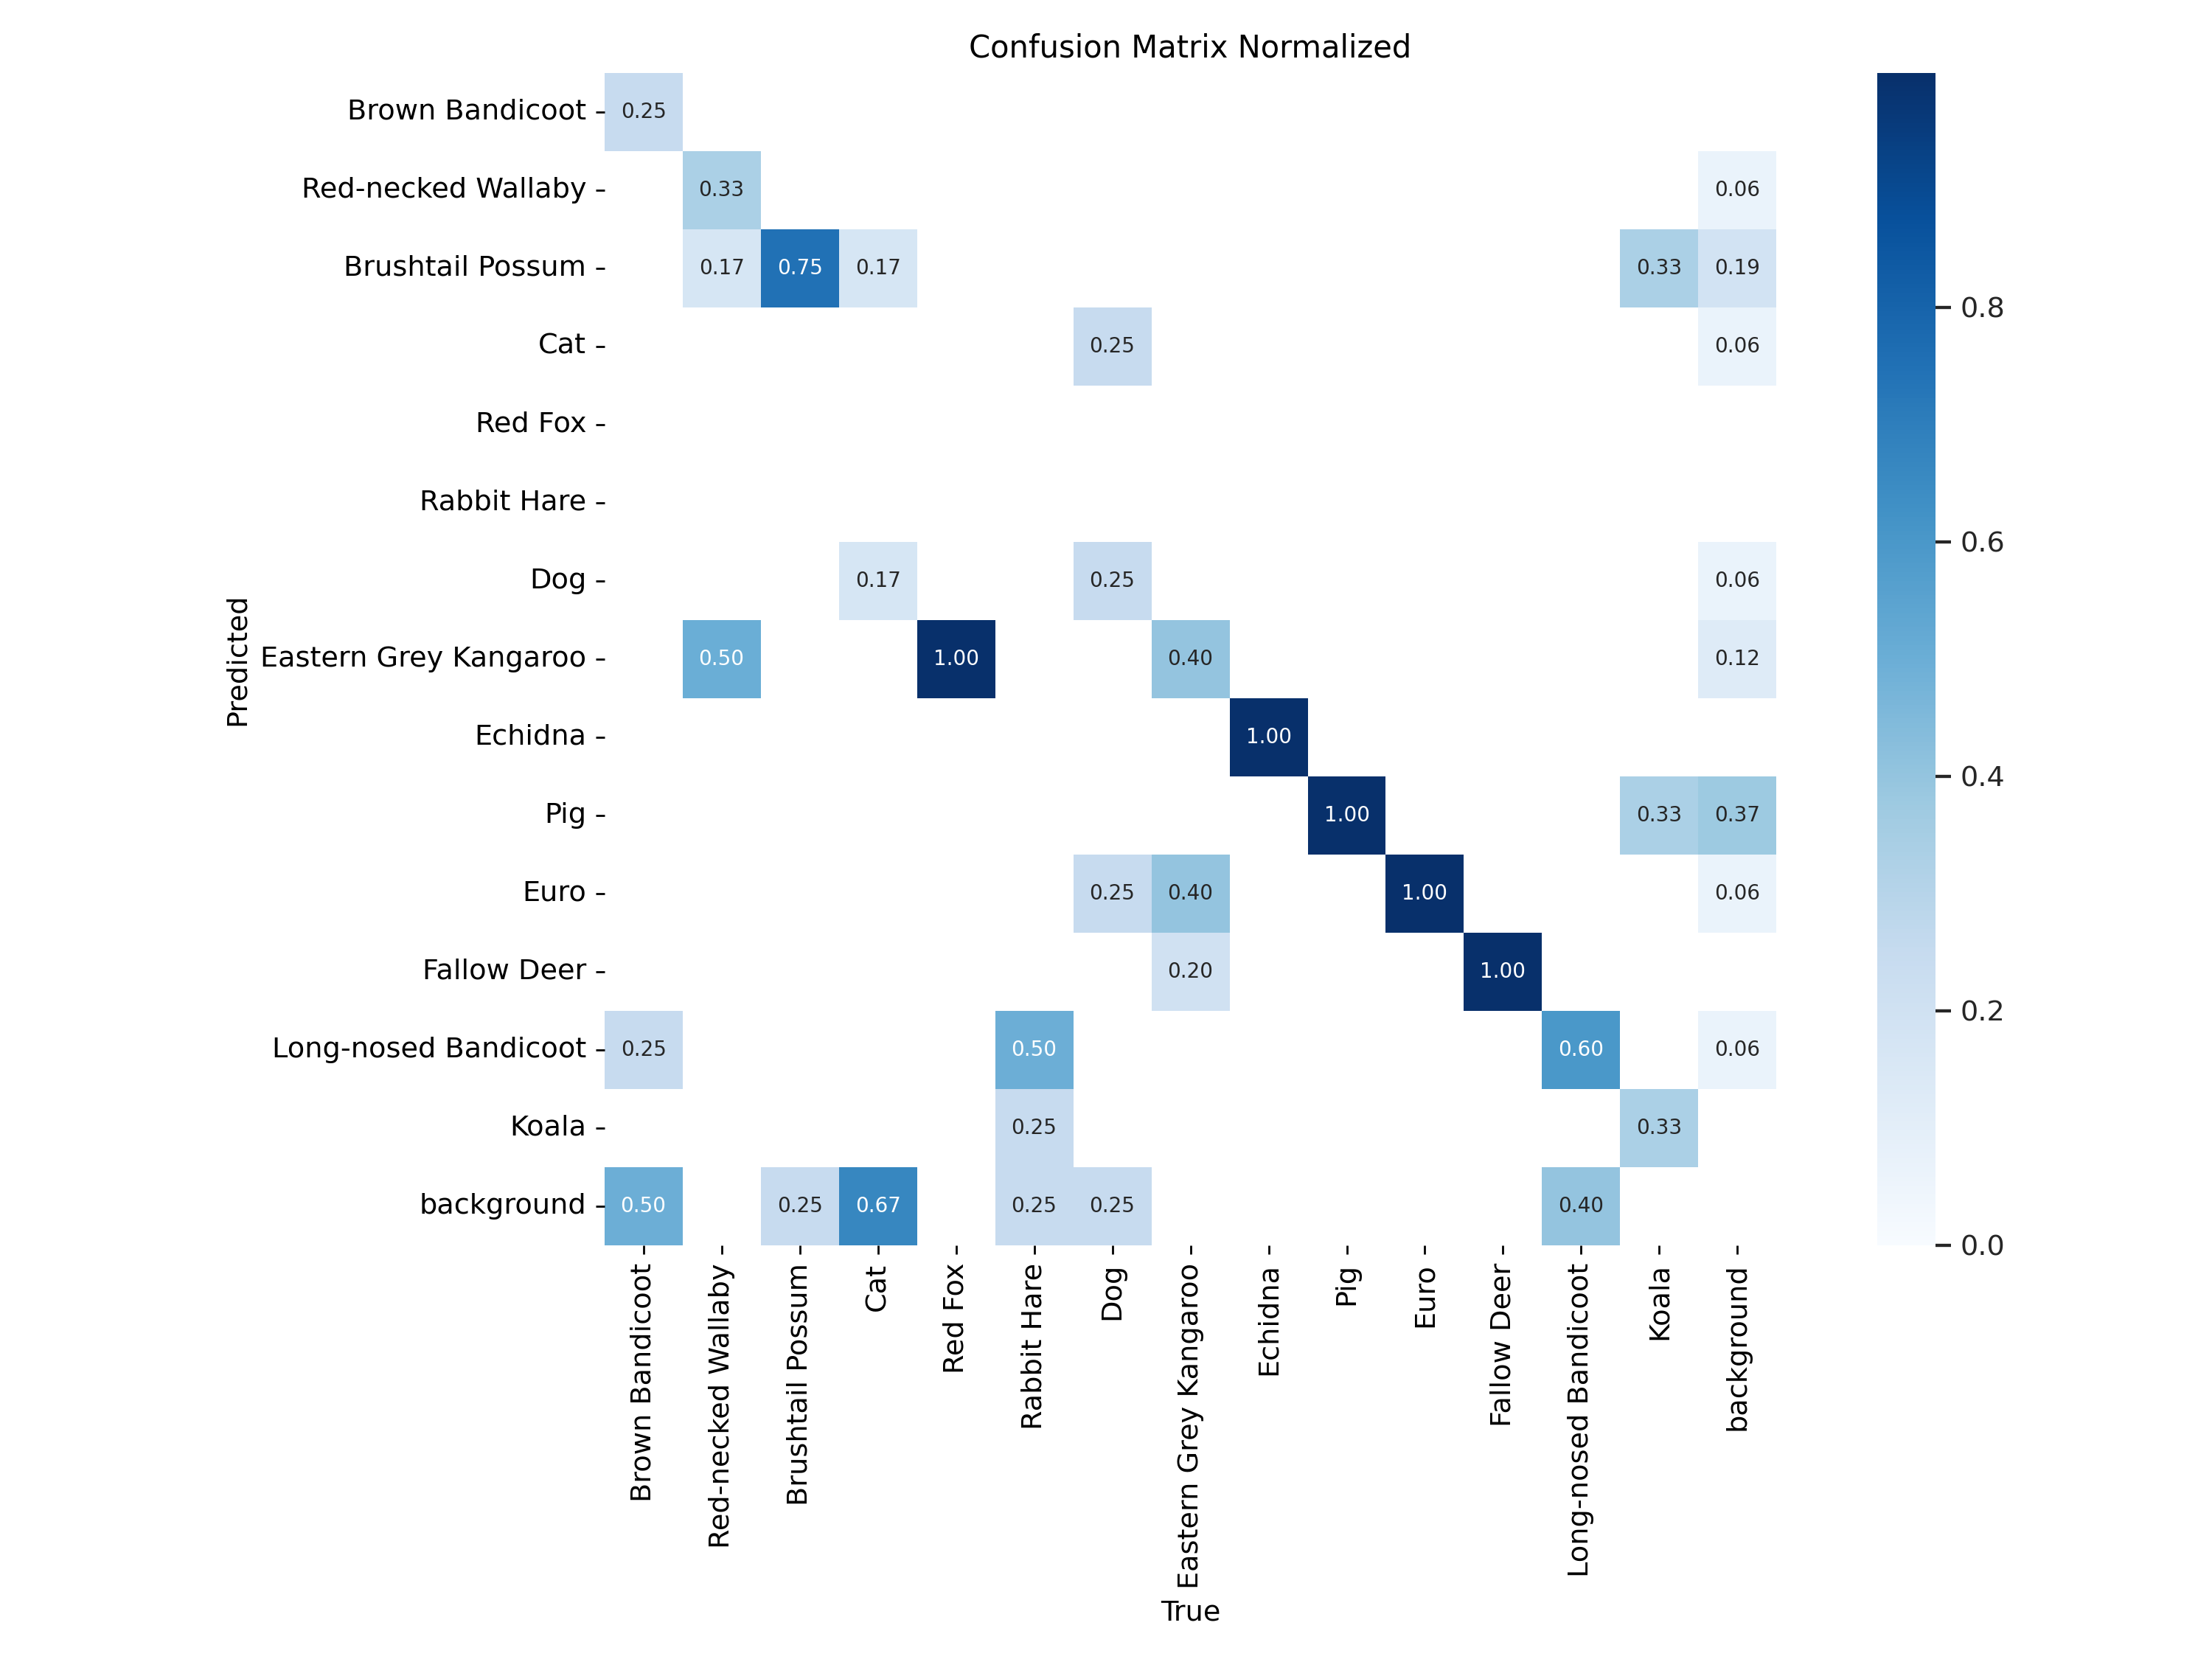 Confusion Matrix Normalized
Predicted
Brown Bandicoot 0.25
Red-necked Wallaby 0.33 0.06
Brushtail Possum 0.17 0.75 0.17 0.33 0.19
Cat 0.25 0.06
Red Fox
Rabbit Hare
Dog 0.17 0.25 0.06
Eastern Grey Kangaroo 0.50 1.00 0.40 0.12
Echidna 1.00
Pig 1.00 0.33 0.37
Euro 0.25 0.40 1.00 0.06
Fallow Deer 0.20 1.00
Long-nosed Bandicoot 0.25 0.50 0.60 0.06
Koala 0.25 0.33
background 0.50 0.25 0.67 0.25 0.25 0.40
Brown Bandicoot
Red-necked Wallaby
Brushtail Possum
Cat
Red Fox
Rabbit Hare
Dog
Eastern Grey Kangaroo
Echidna
Pig
Euro
Fallow Deer
Long-nosed Bandicoot
Koala
background
True
0.8
0.6
0.4
0.2
0.0